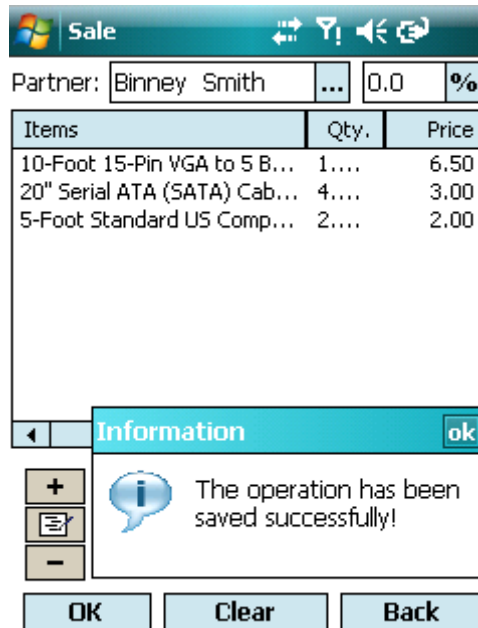 Sale
Partner: Binney Smith ... 0.0 %
Items Qty. Price
10-Foot 15-Pin VGA to 5 B... 1.... 6.50
20" Serial ATA (SATA) Cab... 4.... 3.00
5-Foot Standard US Comp... 2.... 2.00
Information ok
The operation has been
saved successfully!
+
−
OK Clear Back